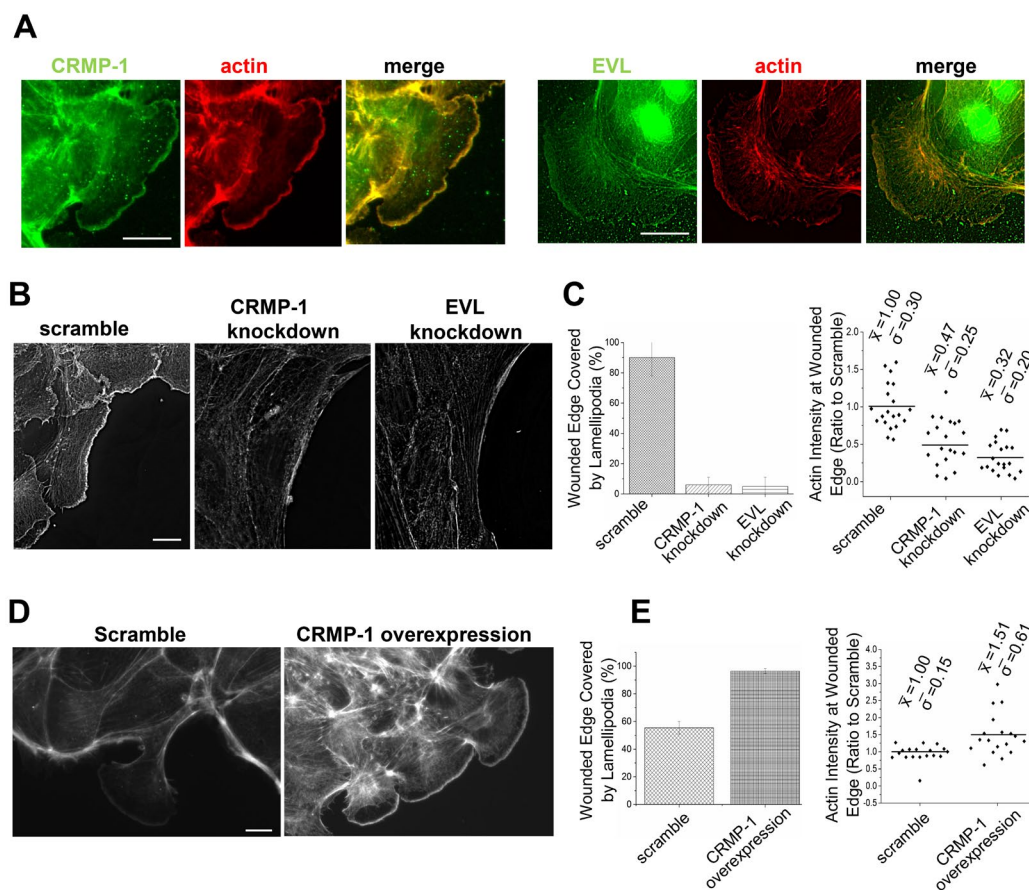 A
CRMP-1 actin merge
EVL actin merge
B
scramble
CRMP-1
knockdown
EVL
knockdown
C
Wounded Edge Covered
by Lamellipodia (%)
100
80
60
40
20
0
scramble
CRMP-1
knockdown
EVL
knockdown
Actin Intensity at Wounded
Edge (Ratio to Scramble)
2.0
1.5
1.0
0.5
0.0
x̅ =1.00
σ̅=0.30
x̅ =0.47
σ̅=0.25
x̅ =0.32
σ̅=0.20
scramble
CRMP-1
knockdown
EVL
knockdown
D
Scramble
CRMP-1 overexpression
E
Wounded Edge Covered
by Lamellipodia (%)
100
80
60
40
20
0
scramble
CRMP-1
overexpression
Actin Intensity at Wounded
Edge (Ratio to Scramble)
4.0
3.5
3.0
2.5
2.0
1.5
1.0
0.5
0.0
-0.5
x̅ =1.00
σ̅=0.15
x̅ =1.51
σ̅=0.61
scramble
CRMP-1
overexpression